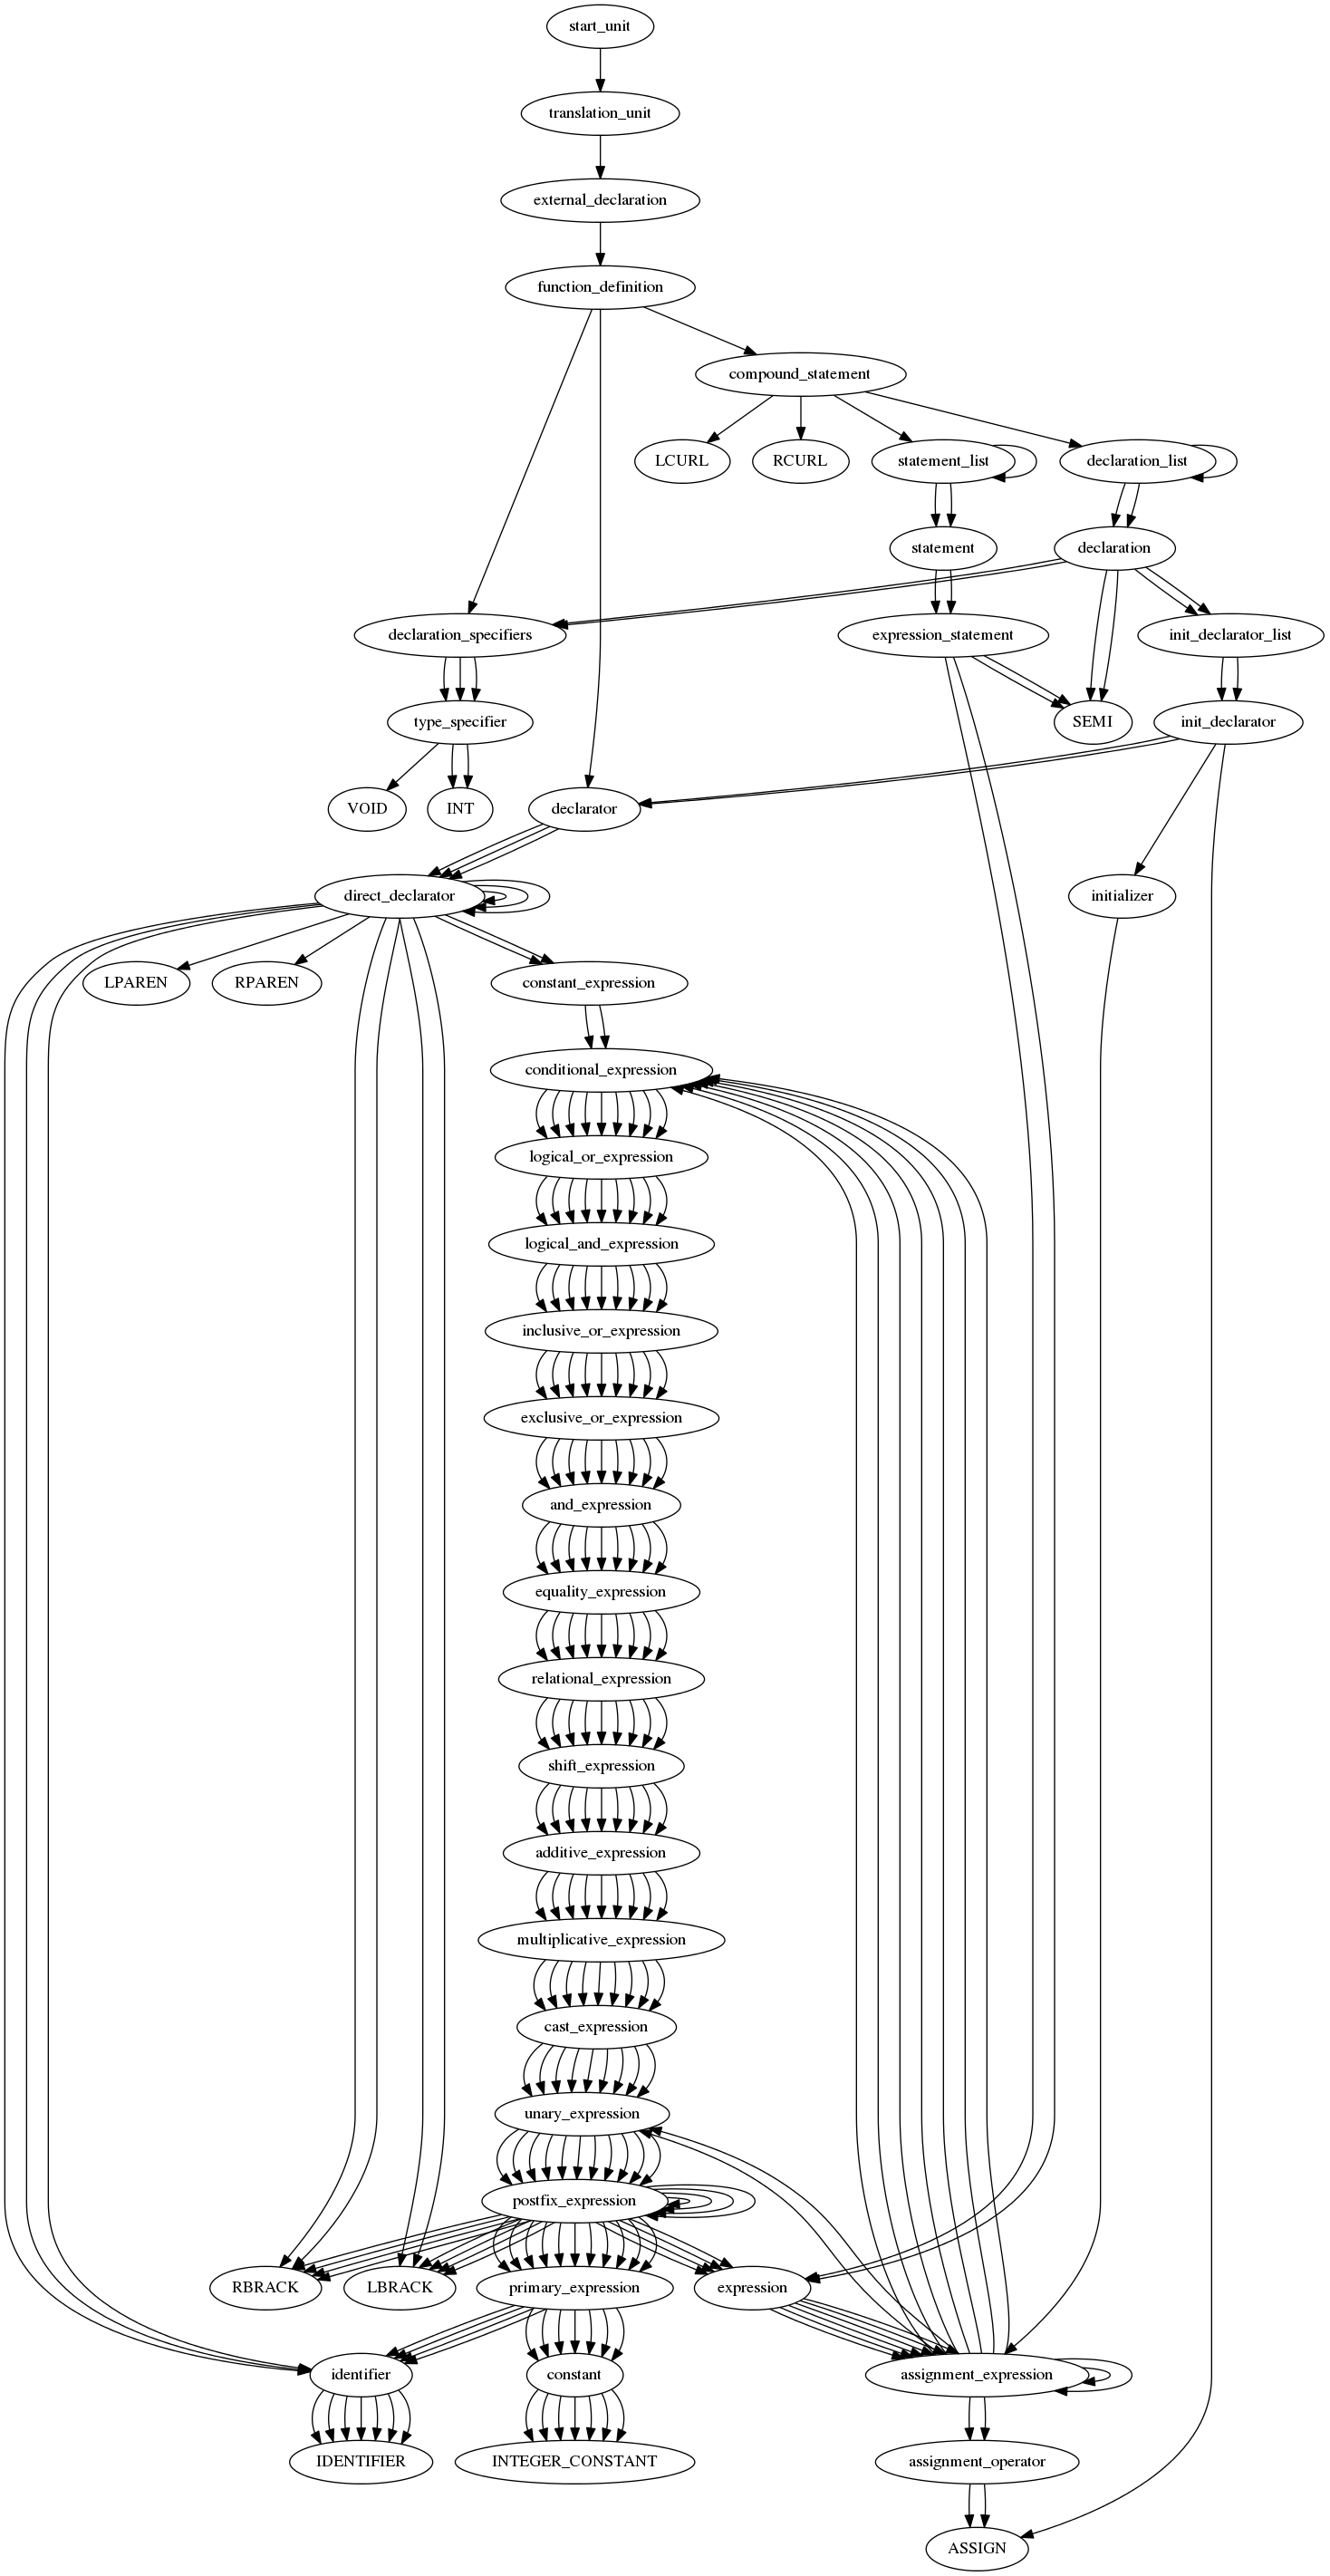 start_unit
translation_unit
external_declaration
function_definition
compound_statement
LCURL
RCURL
statement_list
declaration_list
statement
declaration
declaration_specifiers
expression_statement
init_declarator_list
type_specifier
SEMI
init_declarator
VOID
INT
declarator
direct_declarator
initializer
LPAREN
RPAREN
constant_expression
conditional_expression
logical_or_expression
logical_and_expression
inclusive_or_expression
exclusive_or_expression
and_expression
equality_expression
relational_expression
shift_expression
additive_expression
multiplicative_expression
cast_expression
unary_expression
postfix_expression
RBRACK
LBRACK
primary_expression
expression
identifier
constant
assignment_expression
IDENTIFIER
INTEGER_CONSTANT
assignment_operator
ASSIGN